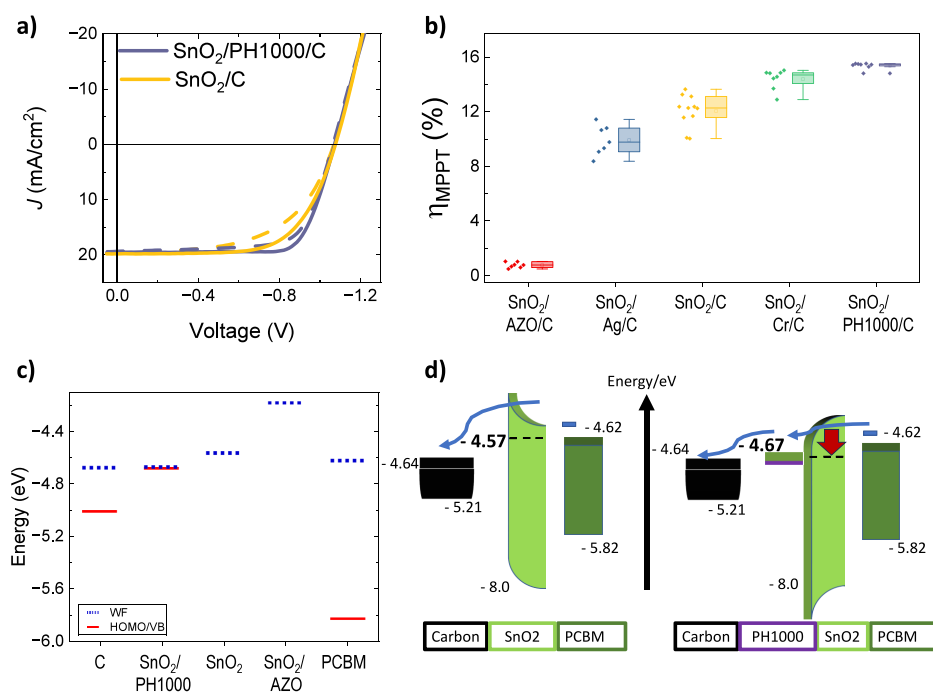 a)
SnO₂/PH1000/C
SnO₂/C
−20
−10
0
10
20
J (mA/cm²)
0.0
−0.4
−0.8
−1.2
Voltage (V)
b)
16
12
8
4
0
ηMPPT (%)
SnO₂/
AZO/C
SnO₂/
Ag/C
SnO₂/C
SnO₂/
Cr/C
SnO₂/
PH1000/C
c)
−4.4
−4.8
−5.2
−5.6
−6.0
Energy (eV)
WF
HOMO/VB
C
SnO₂/
PH1000
SnO₂
SnO₂/
AZO
PCBM
d)
Energy/eV
- 4.57
- 4.62
- 4.64
- 5.21
- 5.82
- 8.0
Carbon
SnO2
PCBM
- 4.67
- 4.62
- 4.64
- 5.21
- 5.82
- 8.0
Carbon
PH1000
SnO2
PCBM